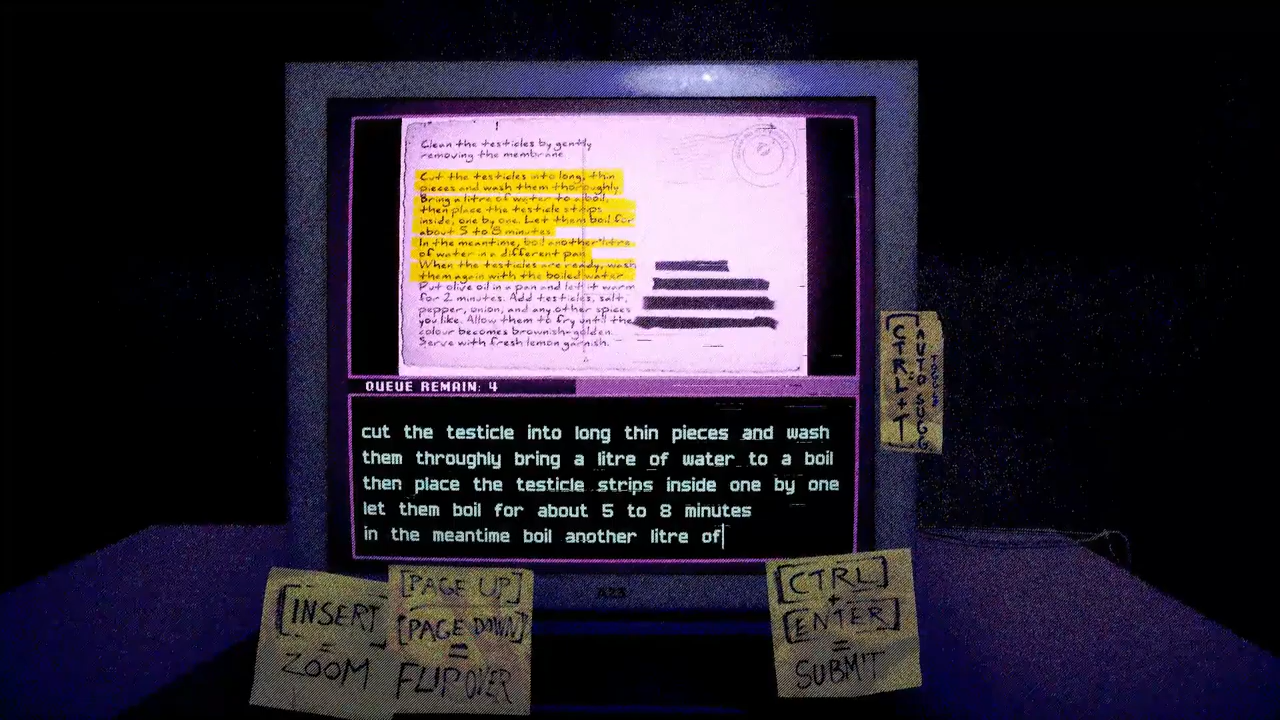 Clean the testicles by gently
removing the membrane
Cut the testicles into long, thin
pieces and wash them thoroughly
Bring a litre of water to a boil,
then place the testicle strips
inside, one by one. Let them boil for
about 5 to 8 minutes
In the meantime, boil another litre
of water in a different pan
When the testicles are ready, wash
them again with the boiled water
Put olive oil in a pan and let it warm
for 2 minutes. Add testicles, salt,
pepper, onion, and any other spices
you like. Allow them to fry until the
colour becomes brownish-golden.
Serve with fresh lemon garnish.
QUEUE REMAIN: 4
cut the testicle into long thin pieces and wash
them throughly bring a litre of water to a boil
then place the testicle strips inside one by one
let them boil for about 5 to 8 minutes
in the meantime boil another litre of
[CTRL+T
AUTO SUGG
[INSERT]
=
ZOOM
[PAGE UP]
[PAGE DOWN]
=
FLIP OVER
[CTRL]
+
[ENTER]
=
SUBMIT